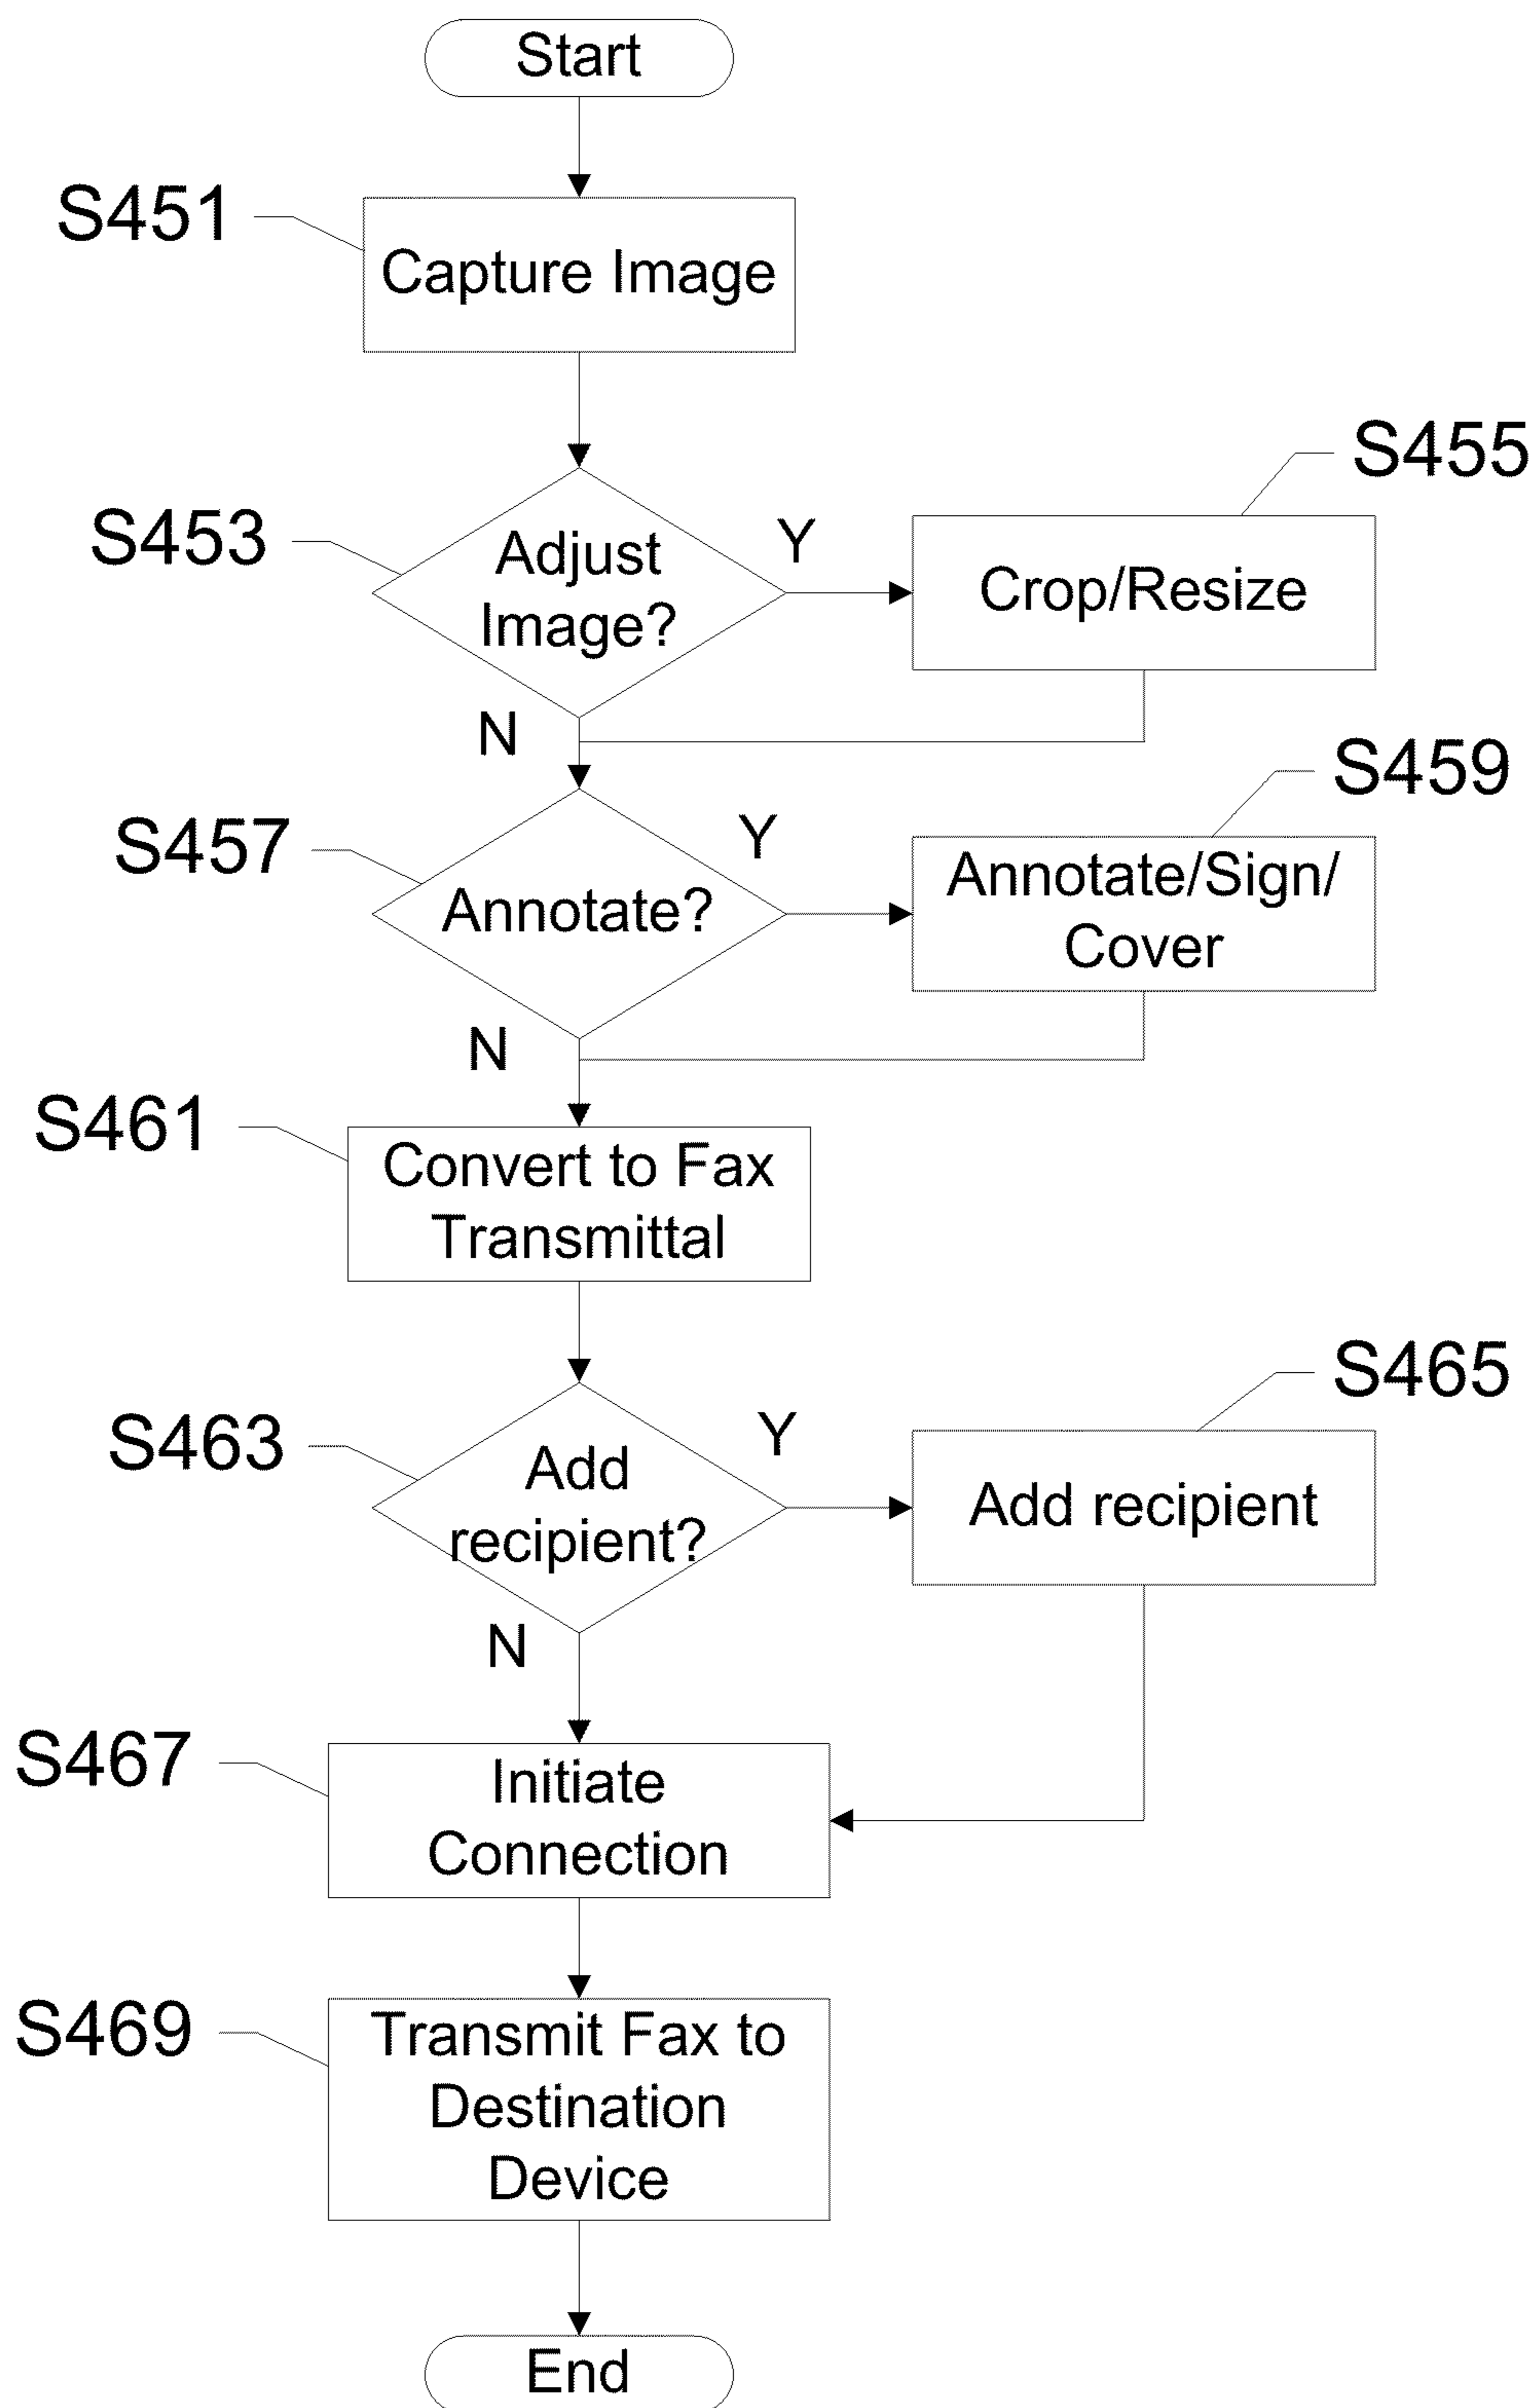 Start
S451
Capture Image
S453
Adjust
Image?
Y
S455
Crop/Resize
N
S457
Annotate?
Y
S459
Annotate/Sign/
Cover
N
S461
Convert to Fax
Transmittal
S463
Add
recipient?
Y
S465
Add recipient
N
S467
Initiate
Connection
S469
Transmit Fax to
Destination
Device
End